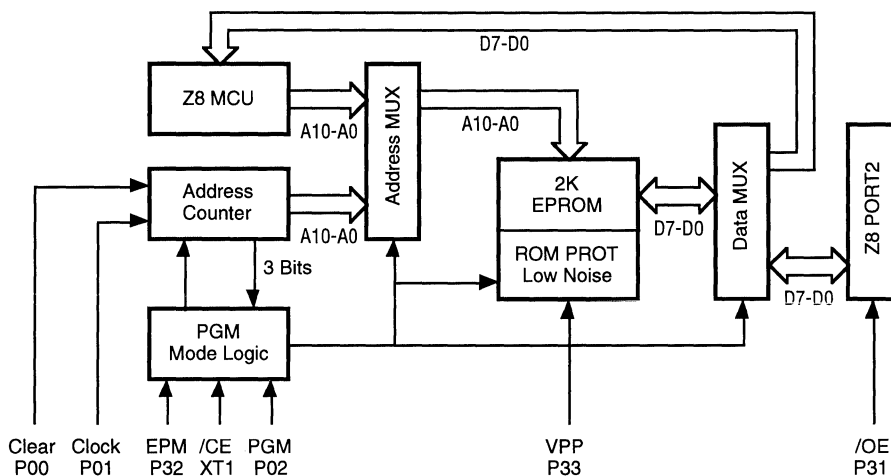 D7-D0
Z8 MCU
A10-A0
Address MUX
A10-A0
Address
Counter
A10-A0
3 Bits
2K
EPROM
ROM PROT
Low Noise
D7-D0
Data MUX
Z8 PORT2
D7-D0
PGM
Mode Logic
Clear
P00
Clock
P01
EPM
P32
/CE
XT1
PGM
P02
VPP
P33
/OE
P31